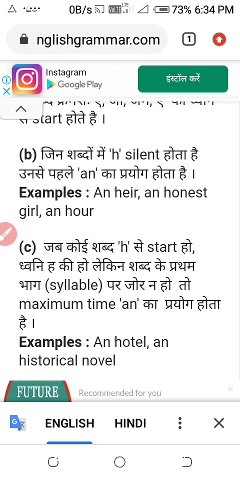 0B/s 73% 6:34 PM
nglishgrammar.com 1
Instagram
Google Play
इंस्टॉल करें
से start होते है ।
(b) जिन शब्दों में 'h' silent होता है
उनसे पहले 'an' का प्रयोग होता है ।
Examples : An heir, an honest
girl, an hour
(c) जब कोई शब्द 'h' से start हो,
ध्वनि ह की हो लेकिन शब्द के प्रथम
भाग (syllable) पर जोर न हो तो
maximum time 'an' का प्रयोग होता
है ।
Examples : An hotel, an
historical novel
FUTURE Recommended for you
ENGLISH HINDI